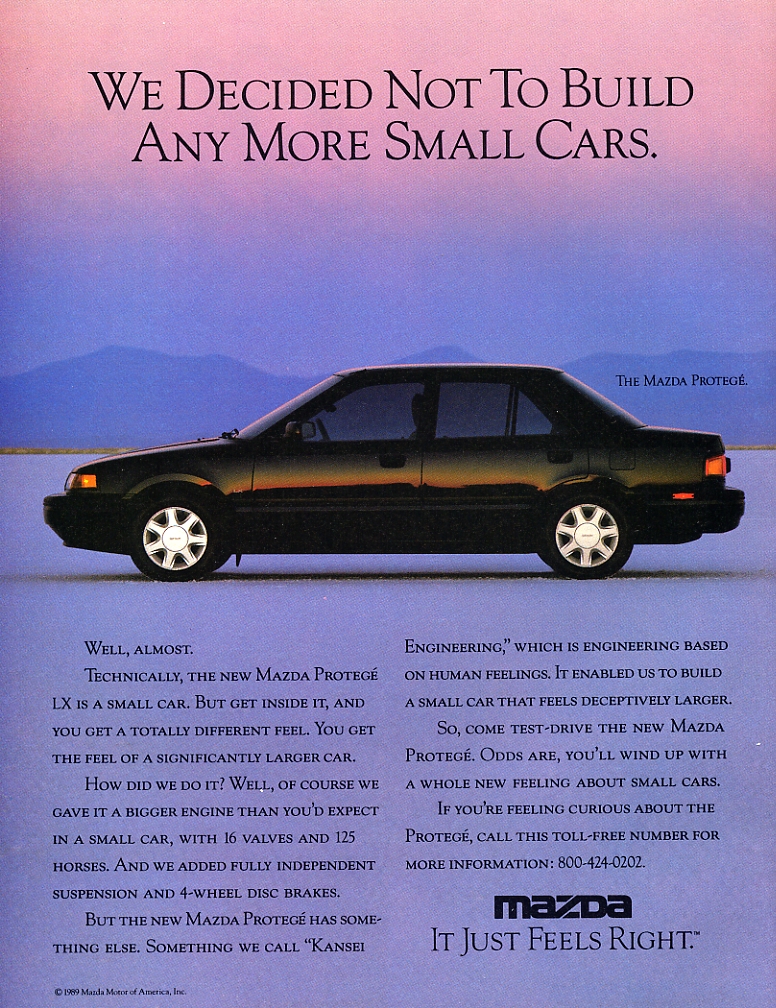 WE DECIDED NOT TO BUILD
ANY MORE SMALL CARS.
THE MAZDA PROTEGÉ.
WELL, ALMOST.
TECHNICALLY, THE NEW MAZDA PROTEGÉ
LX IS A SMALL CAR. BUT GET INSIDE IT, AND
YOU GET A TOTALLY DIFFERENT FEEL. YOU GET
THE FEEL OF A SIGNIFICANTLY LARGER CAR.
HOW DID WE DO IT? WELL, OF COURSE WE
GAVE IT A BIGGER ENGINE THAN YOU'D EXPECT
IN A SMALL CAR, WITH 16 VALVES AND 125
HORSES. AND WE ADDED FULLY INDEPENDENT
SUSPENSION AND 4-WHEEL DISC BRAKES.
BUT THE NEW MAZDA PROTEGÉ HAS SOME-
THING ELSE. SOMETHING WE CALL "KANSEI
ENGINEERING," WHICH IS ENGINEERING BASED
ON HUMAN FEELINGS. IT ENABLED US TO BUILD
A SMALL CAR THAT FEELS DECEPTIVELY LARGER.
SO, COME TEST-DRIVE THE NEW MAZDA
PROTEGÉ. ODDS ARE, YOU'LL WIND UP WITH
A WHOLE NEW FEELING ABOUT SMALL CARS.
IF YOU'RE FEELING CURIOUS ABOUT THE
PROTEGÉ, CALL THIS TOLL-FREE NUMBER FOR
MORE INFORMATION: 800-424-0202.
mazda
IT JUST FEELS RIGHT.™
© 1989 Mazda Motor of America, Inc.